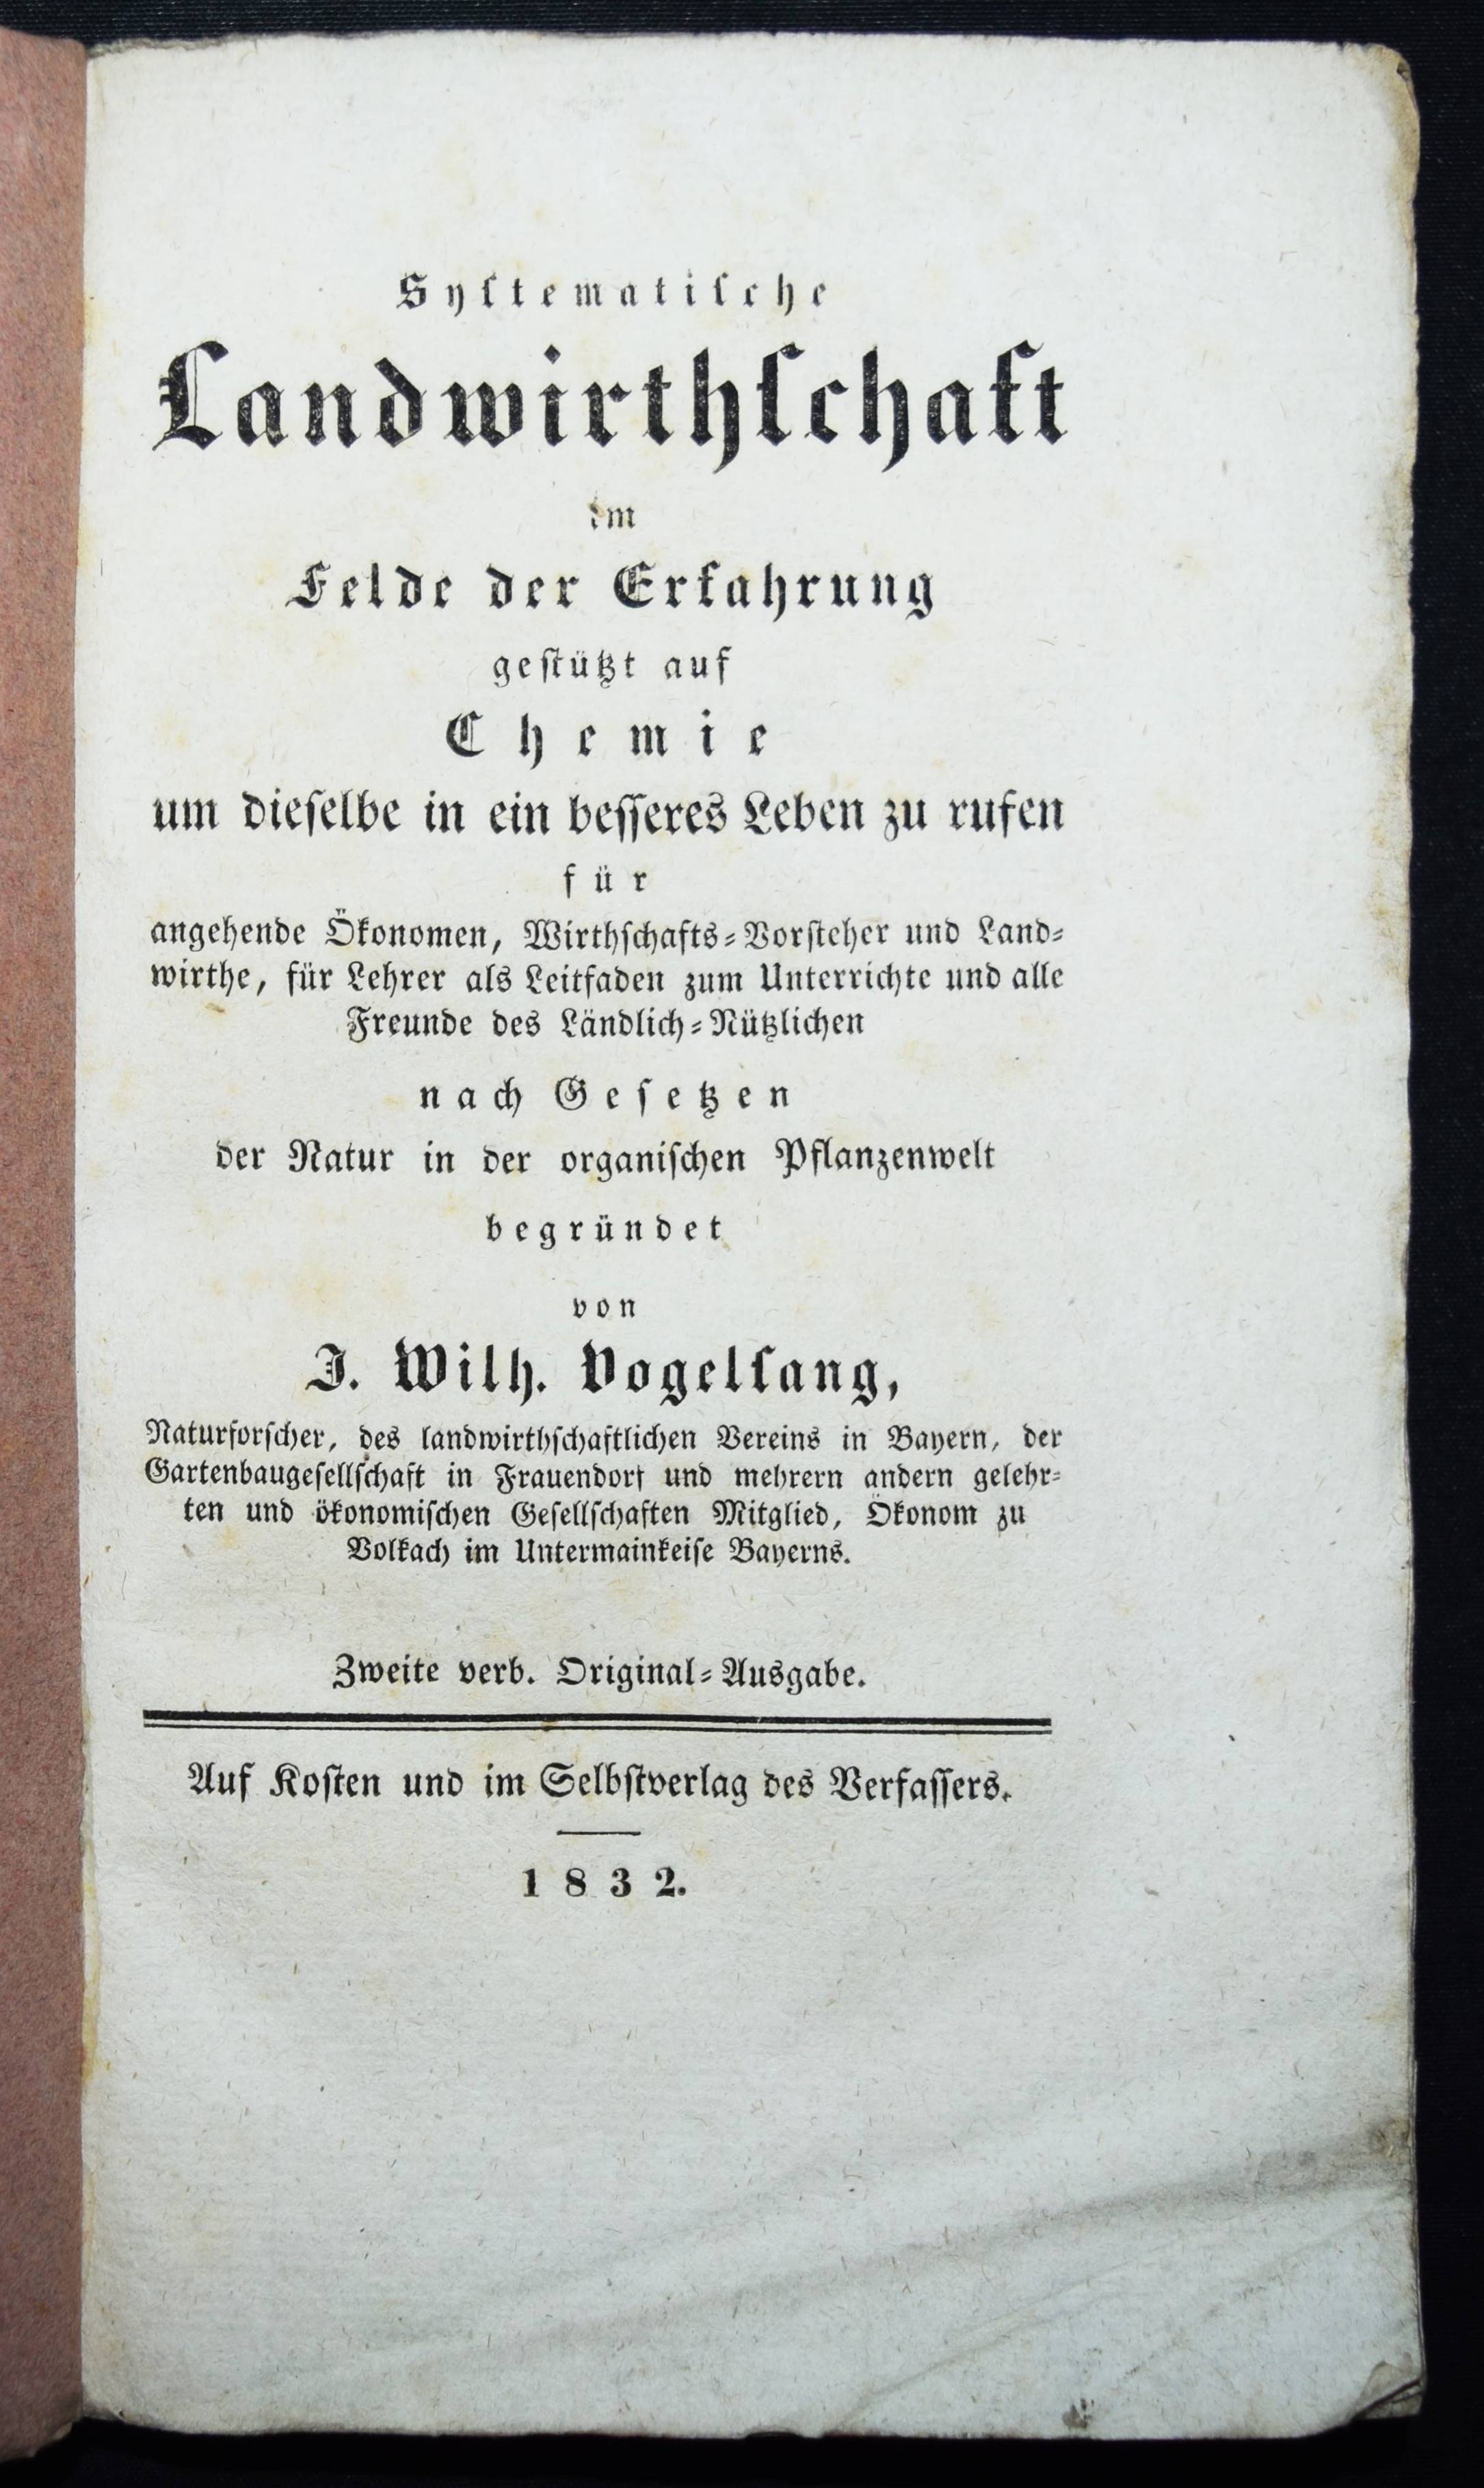 Syſtematiſche
Landwirthſchaft
im
Felde der Erfahrung
geſtützt auf
Chemie
um dieſelbe in ein beſſeres Leben zu rufen
für
angehende Ökonomen, Wirthſchafts-Vorſteher und Land-
wirthe, für Lehrer als Leitfaden zum Unterrichte und alle
Freunde des Ländlich-Nützlichen
nach Geſetzen
der Natur in der organiſchen Pflanzenwelt
begründet
von
J. Wilh. Vogelſang,
Naturforſcher, des landwirthſchaftlichen Vereins in Bayern, der
Gartenbaugeſellſchaft in Frauendorf und mehrern andern gelehr-
ten und ökonomiſchen Geſellſchaften Mitglied, Ökonom zu
Volkach im Untermainkeiſe Bayerns.
Zweite verb. Original-Ausgabe.
Auf Koſten und im Selbſtverlag des Verfaſſers.
1832.